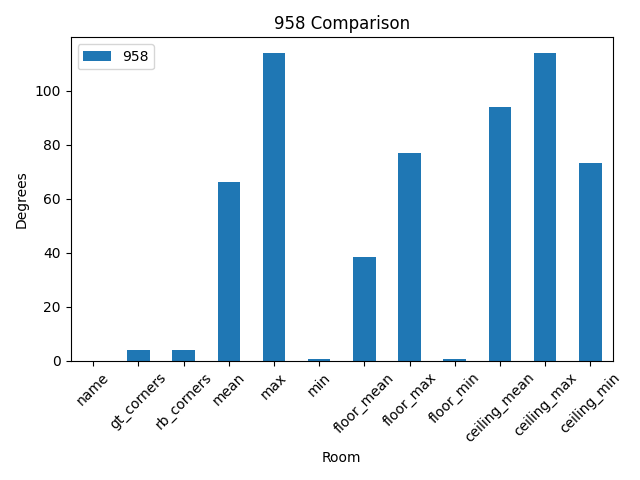 958 Comparison
958
100
80
60
40
20
0
Degrees
name
gt_corners
rb_corners
mean
max
min
floor_mean
floor_max
floor_min
ceiling_mean
ceiling_max
ceiling_min
Room